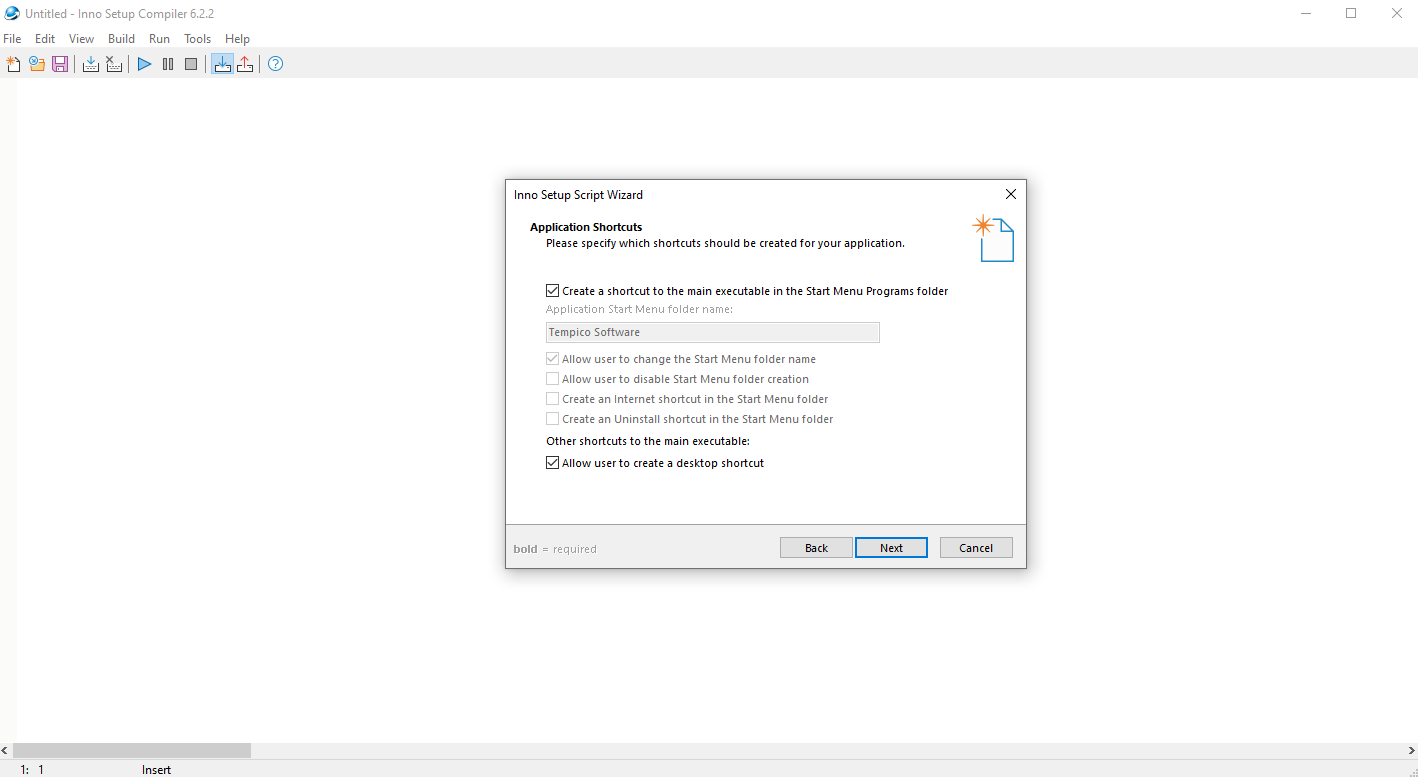 Untitled - Inno Setup Compiler 6.2.2
File Edit View Build Run Tools Help
Inno Setup Script Wizard
Application Shortcuts
Please specify which shortcuts should be created for your application.
Create a shortcut to the main executable in the Start Menu Programs folder
Application Start Menu folder name:
Tempico Software
Allow user to change the Start Menu folder name
Allow user to disable Start Menu folder creation
Create an Internet shortcut in the Start Menu folder
Create an Uninstall shortcut in the Start Menu folder
Other shortcuts to the main executable:
Allow user to create a desktop shortcut
bold = required
Back Next Cancel
1: 1 Insert